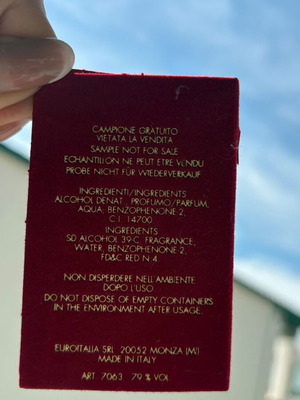 CAMPIONE GRATUITO
VIETATA LA VENDITA
SAMPLE NOT FOR SALE
ECHANTILLON NE PEUT ETRE VENDU
PROBE NICHT FÜR WIEDERVERKAUF
INGREDIENTI/INGREDIENTS
ALCOHOL DENAT., PROFUMO/PARFUM,
AQUA, BENZOPHENONE-2,
C.I. 14700
INGREDIENTS
SD ALCOHOL 39-C, FRAGRANCE,
WATER, BENZOPHENONE-2,
FD&C RED N.4
NON DISPERDERE NELL'AMBIENTE
DOPO L'USO
DO NOT DISPOSE OF EMPTY CONTAINERS
IN THE ENVIRONMENT AFTER USAGE.
EUROITALIA SRL 20052 MONZA (MI)
MADE IN ITALY
ART. 7063 79% VOL.